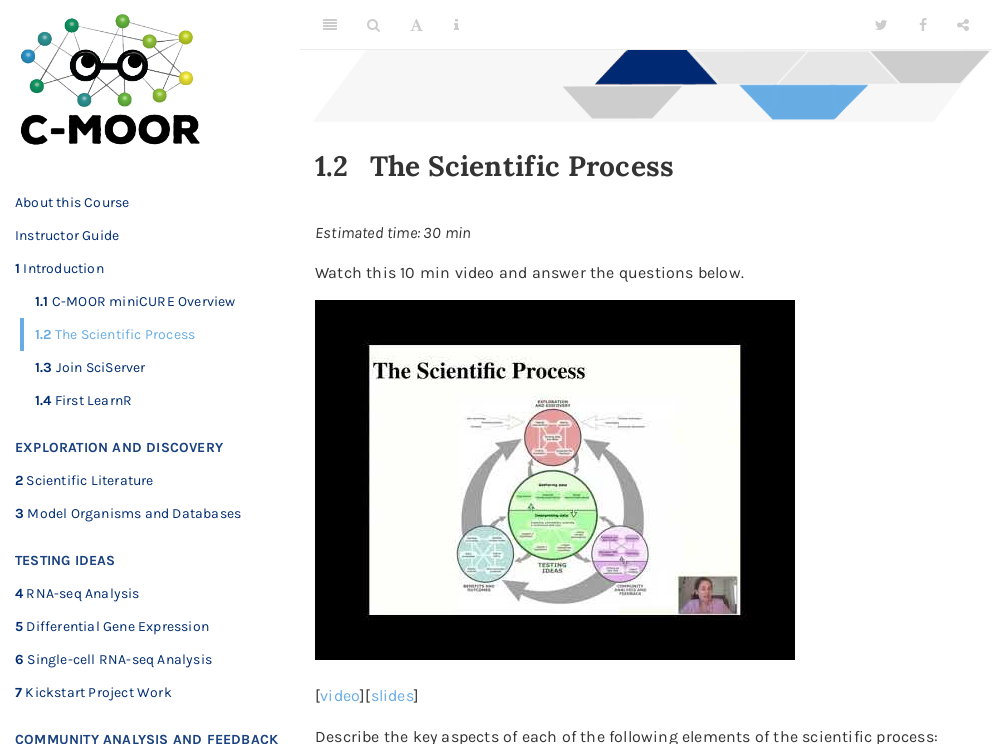 C-MOOR
About this Course
Instructor Guide
1 Introduction
1.1 C-MOOR miniCURE Overview
1.2 The Scientific Process
1.3 Join SciServer
1.4 First LearnR
EXPLORATION AND DISCOVERY
2 Scientific Literature
3 Model Organisms and Databases
TESTING IDEAS
4 RNA-seq Analysis
5 Differential Gene Expression
6 Single-cell RNA-seq Analysis
7 Kickstart Project Work
COMMUNITY ANALYSIS AND FEEDBACK
1.2 The Scientific Process
Estimated time: 30 min
Watch this 10 min video and answer the questions below.
The Scientific Process
EXPLORATION
AND DISCOVERY
Gathering data
Interpreting data
TESTING
IDEAS
BENEFITS AND
OUTCOMES
COMMUNITY
ANALYSIS AND
FEEDBACK
[video][slides]
Describe the key aspects of each of the following elements of the scientific process: